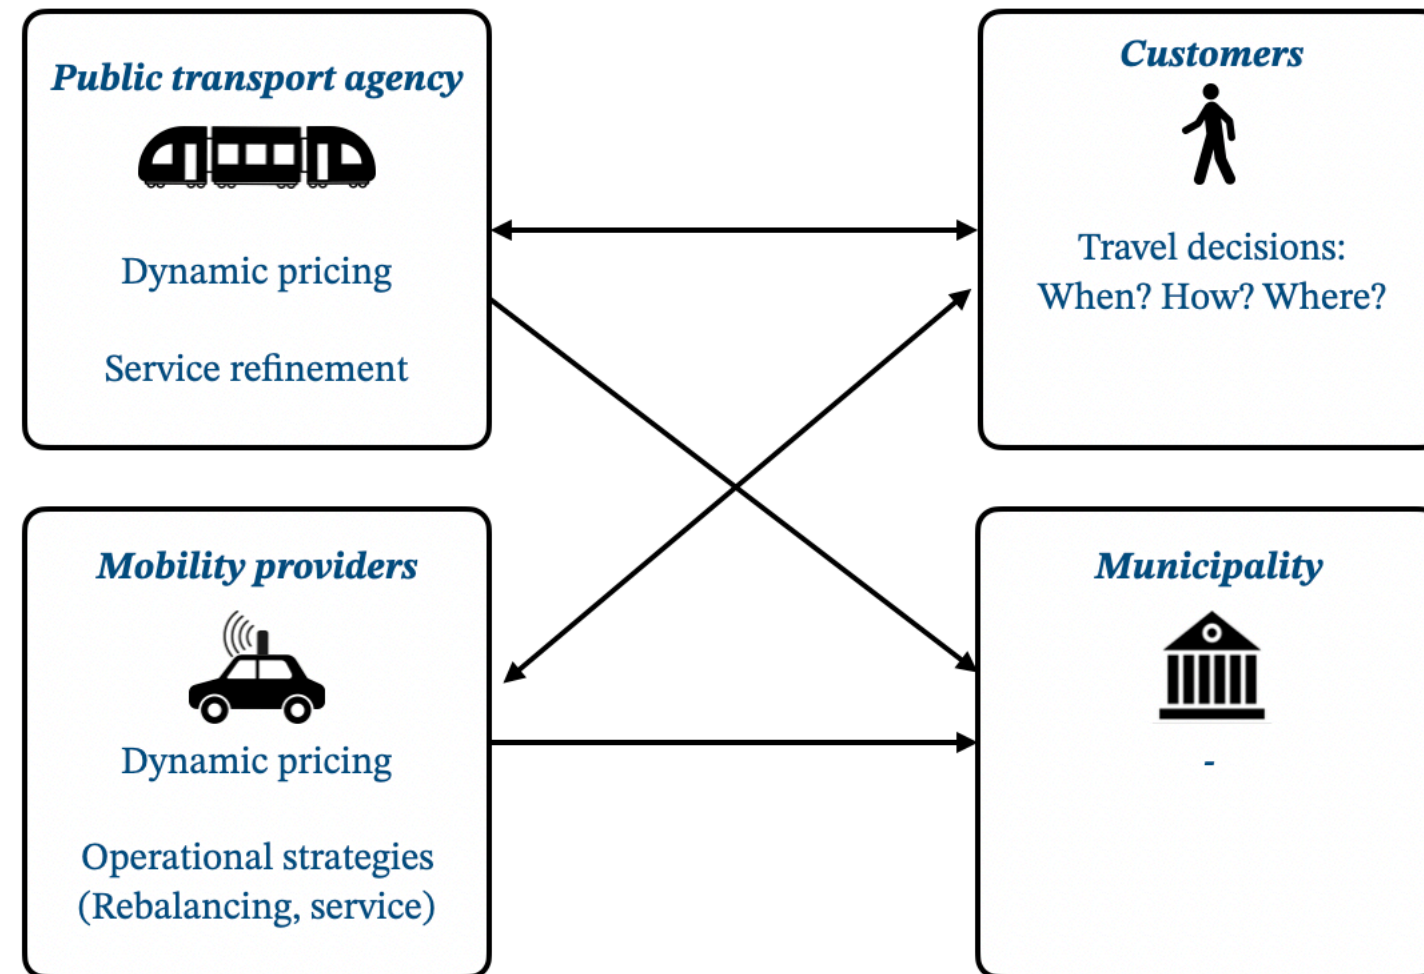 Public transport agency
Dynamic pricing
Service refinement
Customers
Travel decisions:
When? How? Where?
Mobility providers
Dynamic pricing
Operational strategies
(Rebalancing, service)
Municipality
-